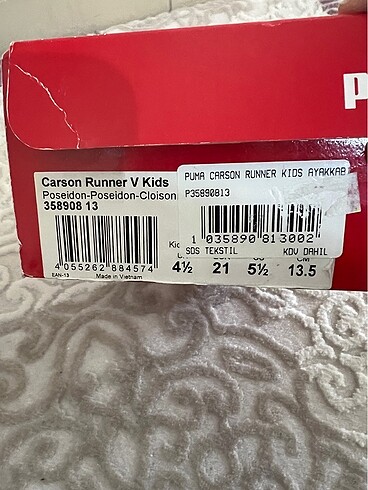 P
Carson Runner V Kids
Poseidon-Poseidon-Cloison
358908 13
4 055262 884574
EAN-13
Made in Vietnam
PUMA CARSON RUNNER KIDS AYAKKAB
P35890813
1 035890 813002
SDS TEKSTIL KDV DAHIL
Kid
CM
4½ 21 5½ 13.5